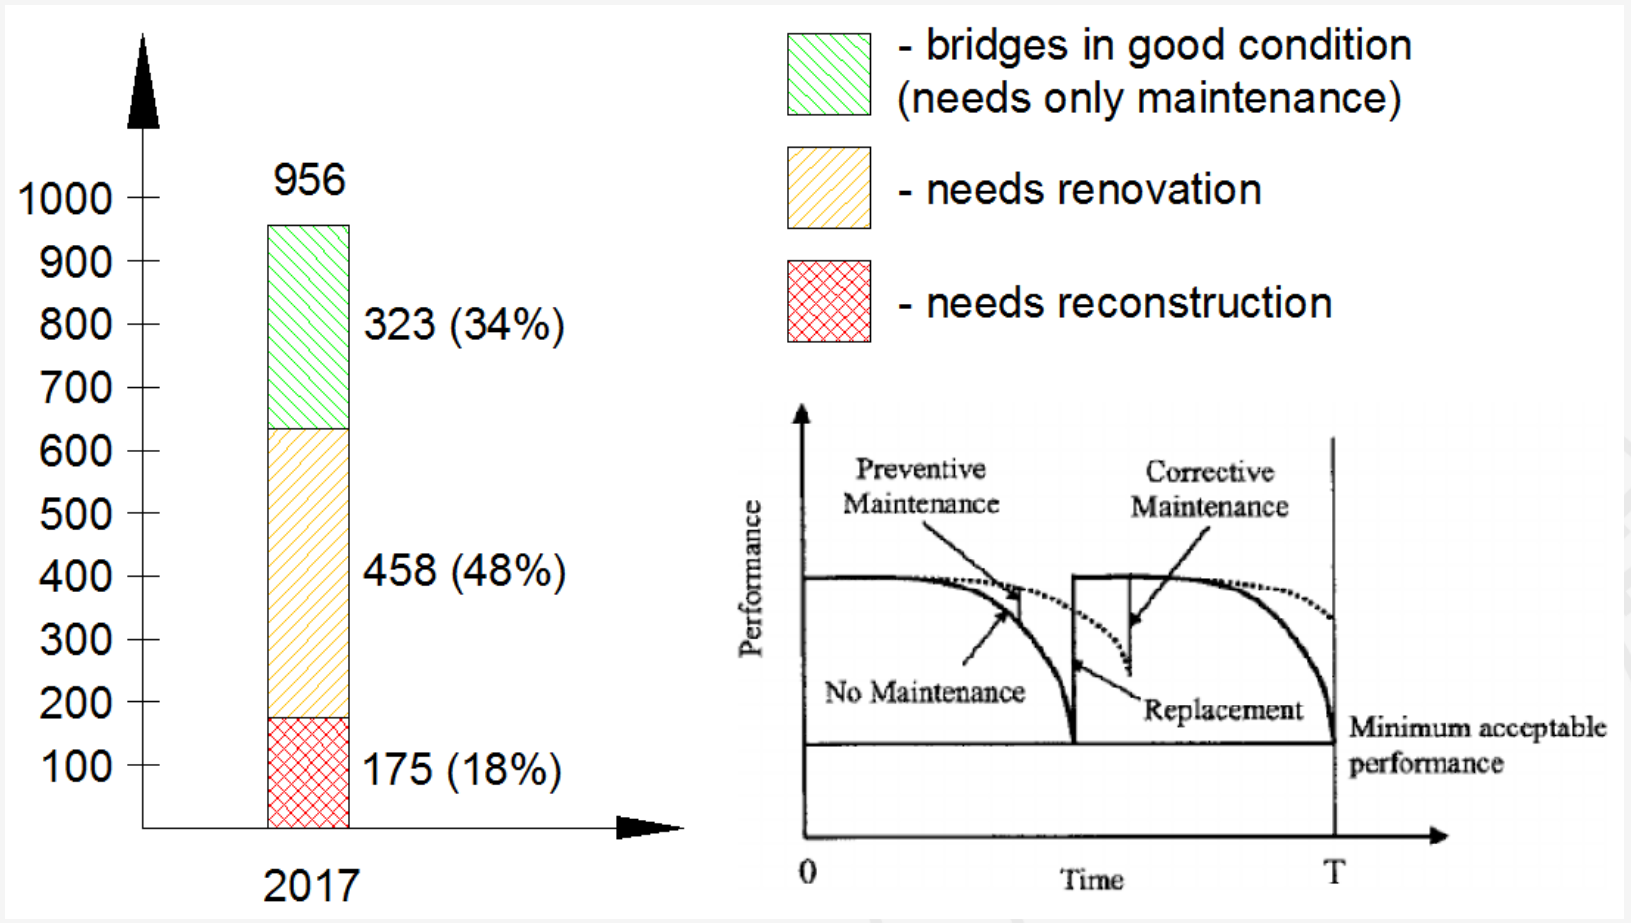 1000
900
800
700
600
500
400
300
200
100
956
323 (34%)
458 (48%)
175 (18%)
2017
- bridges in good condition
(needs only maintenance)
- needs renovation
- needs reconstruction
Performance
Preventive
Maintenance
Corrective
Maintenance
No Maintenance
Replacement
Minimum acceptable
performance
0
Time
T